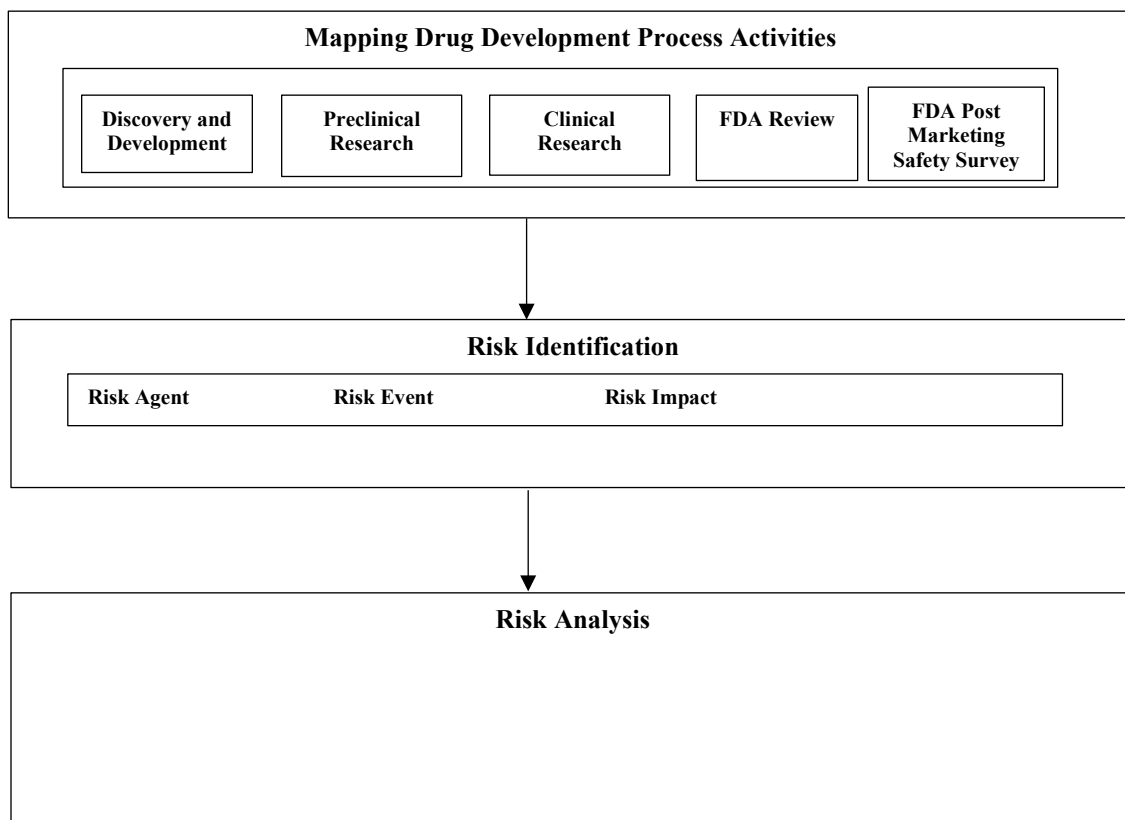 Mapping Drug Development Process Activities
Discovery and
Development
Preclinical
Research
Clinical
Research
FDA Review
FDA Post
Marketing
Safety Survey
Risk Identification
Risk Agent
Risk Event
Risk Impact
Risk Analysis